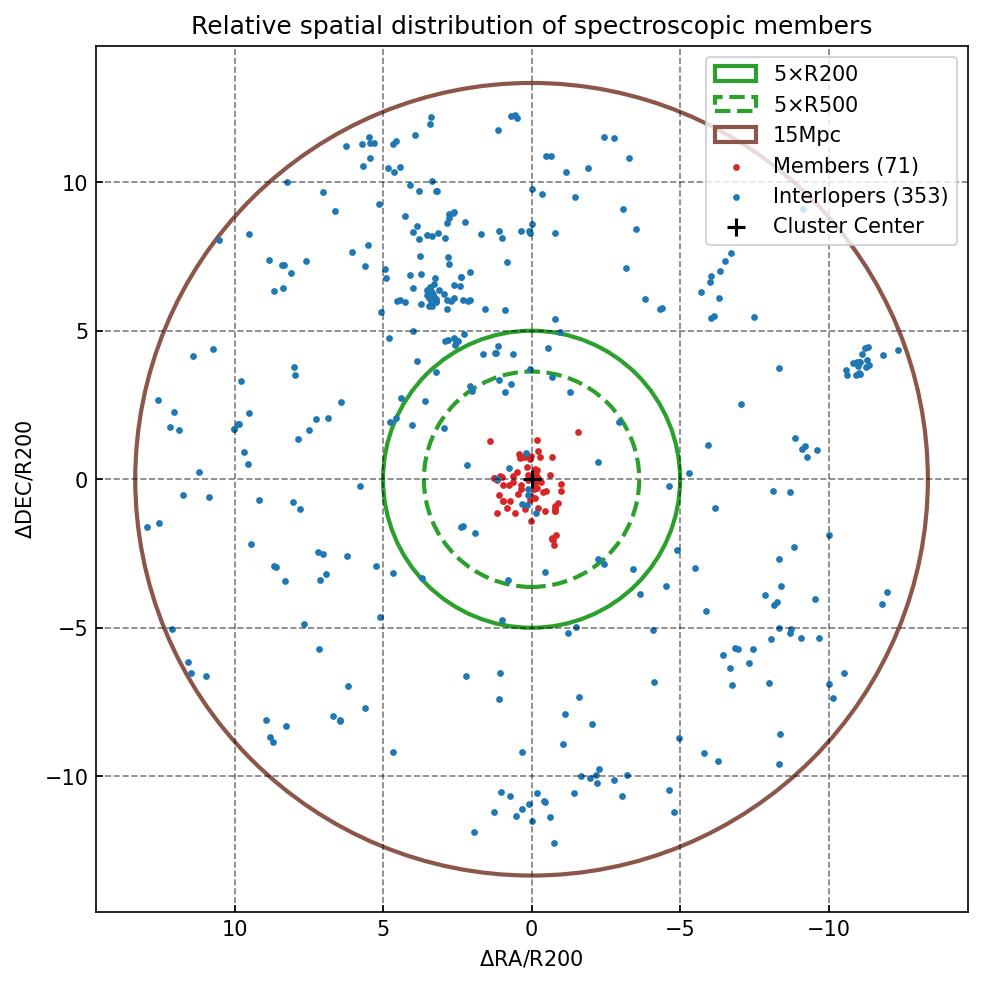 Relative spatial distribution of spectroscopic members
5×R200
5×R500
15Mpc
Members (71)
Interlopers (353)
Cluster Center
10
5
0
−5
−10
10
5
0
−5
−10
ΔDEC/R200
ΔRA/R200